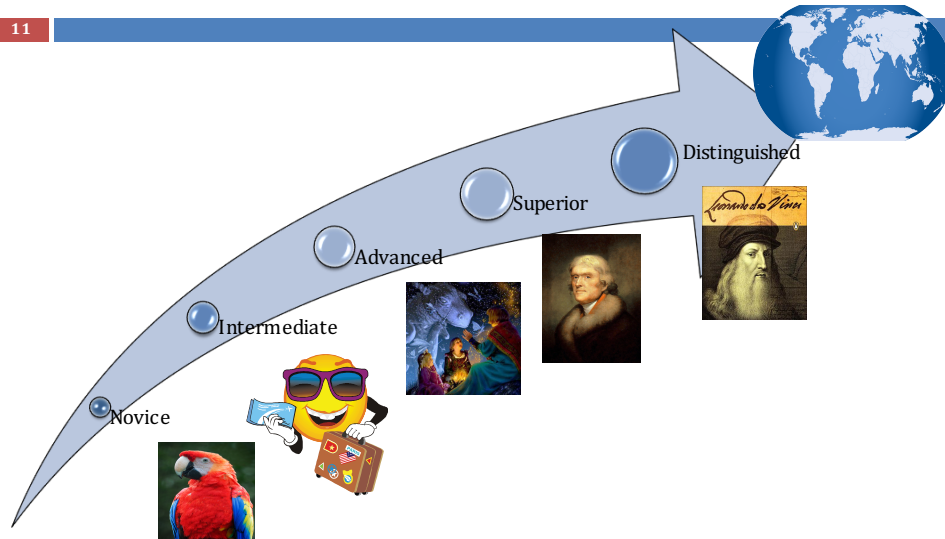 11
Distinguished
Superior
Advanced
Intermediate
Novice
Leonardo da Vinci